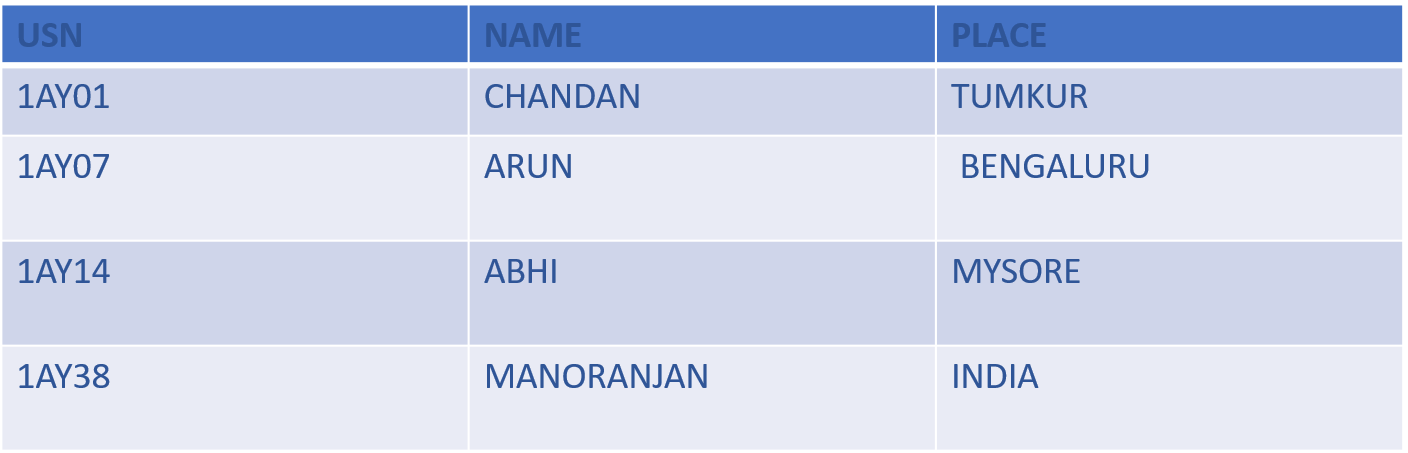 USN NAME PLACE
1AY01 CHANDAN TUMKUR
1AY07 ARUN BENGALURU
1AY14 ABHI MYSORE
1AY38 MANORANJAN INDIA